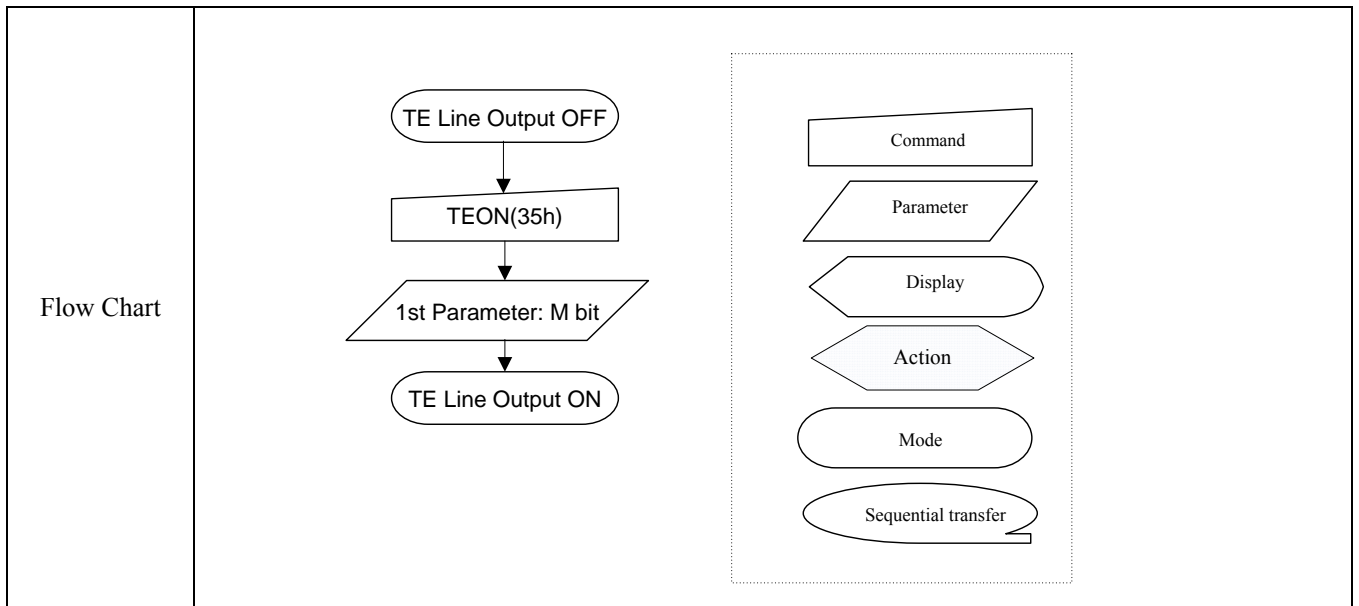 Flow Chart
TE Line Output OFF
TEON(35h)
1st Parameter: M bit
TE Line Output ON
Command
Parameter
Display
Action
Mode
Sequential transfer